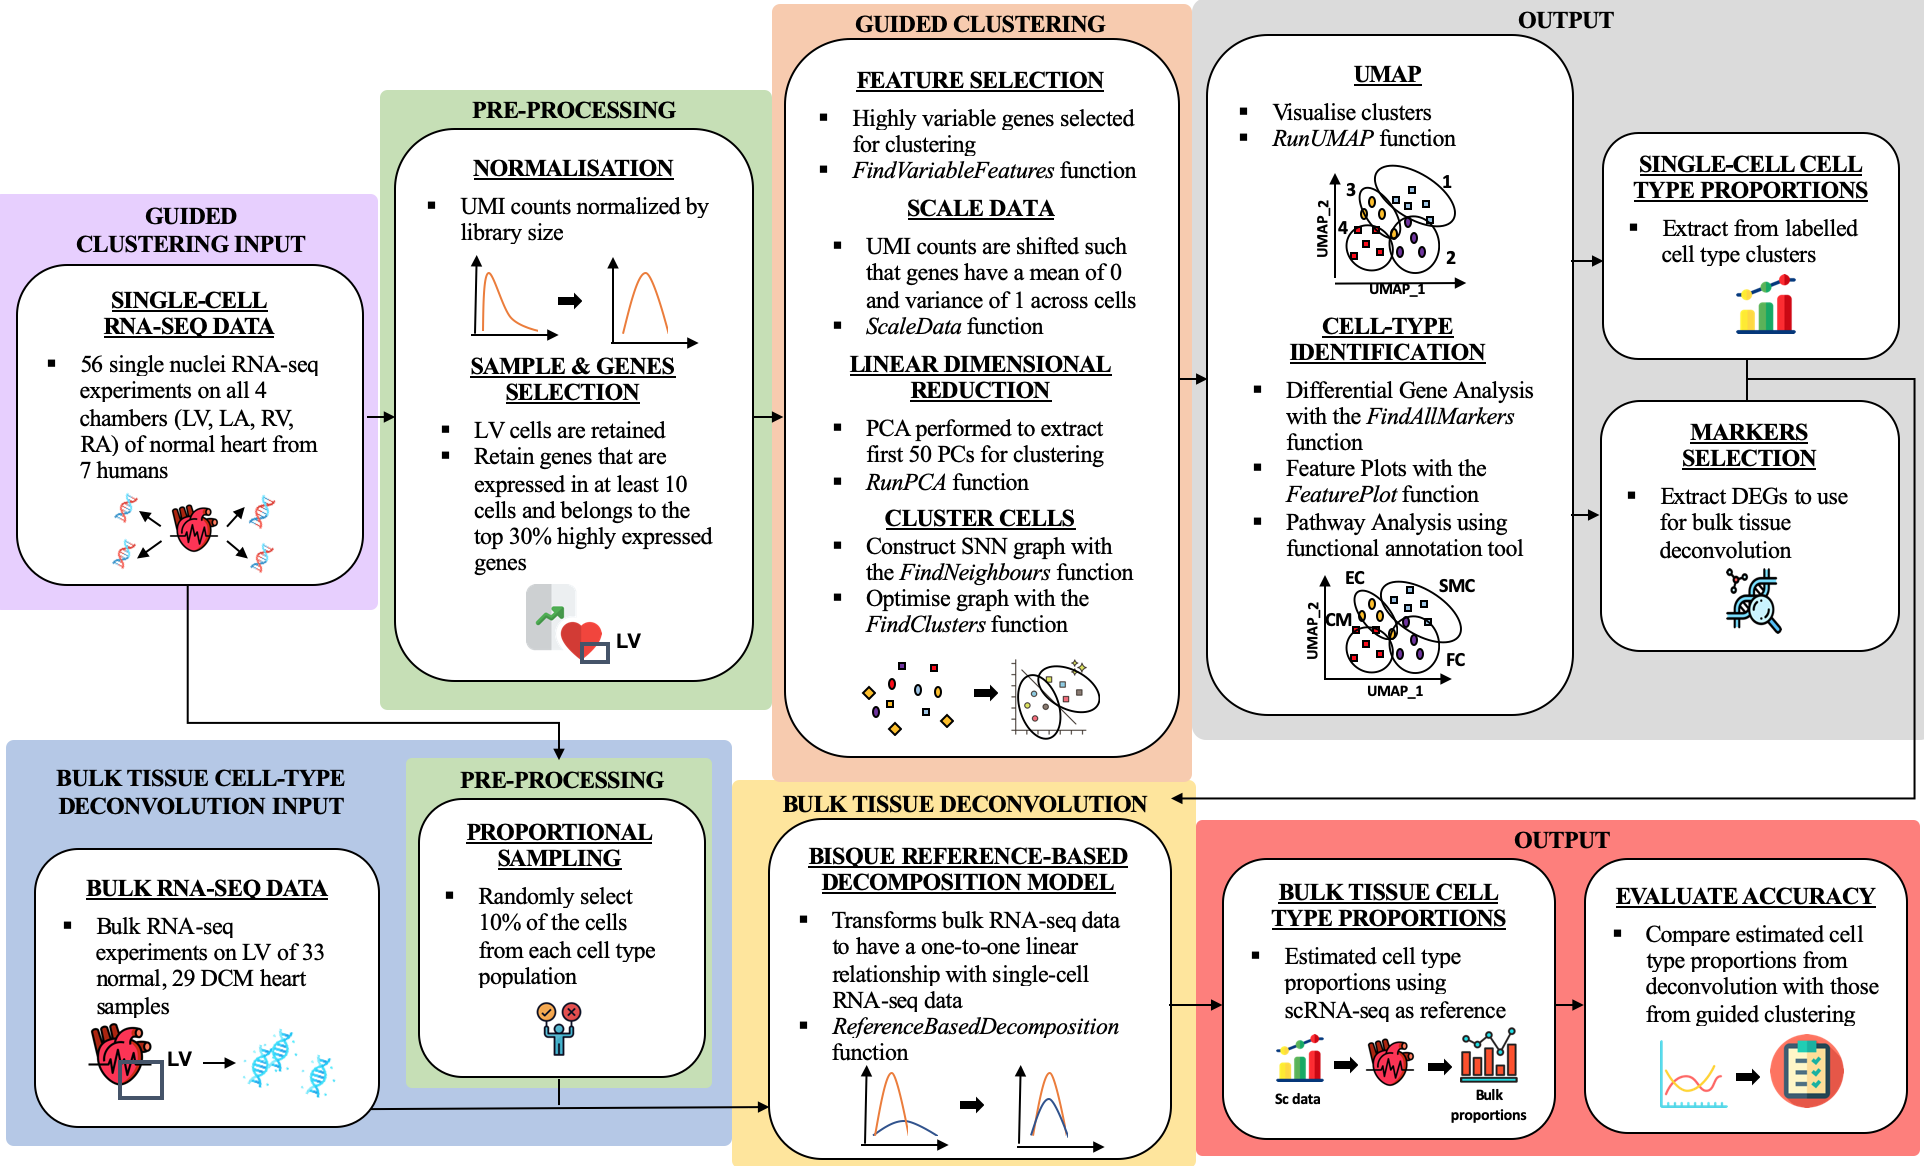 GUIDED
CLUSTERING INPUT
SINGLE-CELL
RNA-SEQ DATA
▪ 56 single nuclei RNA-seq
experiments on all 4
chambers (LV, LA, RV,
RA) of normal heart from
7 humans
PRE-PROCESSING
NORMALISATION
▪ UMI counts normalized by
library size
SAMPLE & GENES
SELECTION
▪ LV cells are retained
▪ Retain genes that are
expressed in at least 10
cells and belongs to the
top 30% highly expressed
genes
LV
GUIDED CLUSTERING
FEATURE SELECTION
▪ Highly variable genes selected
for clustering
▪ FindVariableFeatures function
SCALE DATA
▪ UMI counts are shifted such
that genes have a mean of 0
and variance of 1 across cells
▪ ScaleData function
LINEAR DIMENSIONAL
REDUCTION
▪ PCA performed to extract
first 50 PCs for clustering
▪ RunPCA function
CLUSTER CELLS
▪ Construct SNN graph with
the FindNeighbours function
▪ Optimise graph with the
FindClusters function
OUTPUT
UMAP
▪ Visualise clusters
▪ RunUMAP function
UMAP_2
3
1
4
2
UMAP_1
CELL-TYPE
IDENTIFICATION
▪ Differential Gene Analysis
with the FindAllMarkers
function
▪ Feature Plots with the
FeaturePlot function
▪ Pathway Analysis using
functional annotation tool
UMAP_2
EC
SMC
CM
FC
UMAP_1
SINGLE-CELL CELL
TYPE PROPORTIONS
▪ Extract from labelled
cell type clusters
MARKERS
SELECTION
▪ Extract DEGs to use
for bulk tissue
deconvolution
BULK TISSUE CELL-TYPE
DECONVOLUTION INPUT
BULK RNA-SEQ DATA
▪ Bulk RNA-seq
experiments on LV of 33
normal, 29 DCM heart
samples
LV
PRE-PROCESSING
PROPORTIONAL
SAMPLING
▪ Randomly select
10% of the cells
from each cell type
population
BULK TISSUE DECONVOLUTION
BISQUE REFERENCE-BASED
DECOMPOSITION MODEL
▪ Transforms bulk RNA-seq data
to have a one-to-one linear
relationship with single-cell
RNA-seq data
▪ ReferenceBasedDecomposition
function
OUTPUT
BULK TISSUE CELL
TYPE PROPORTIONS
▪ Estimated cell type
proportions using
scRNA-seq as reference
Sc data
Bulk
proportions
EVALUATE ACCURACY
▪ Compare estimated cell
type proportions from
deconvolution with those
from guided clustering